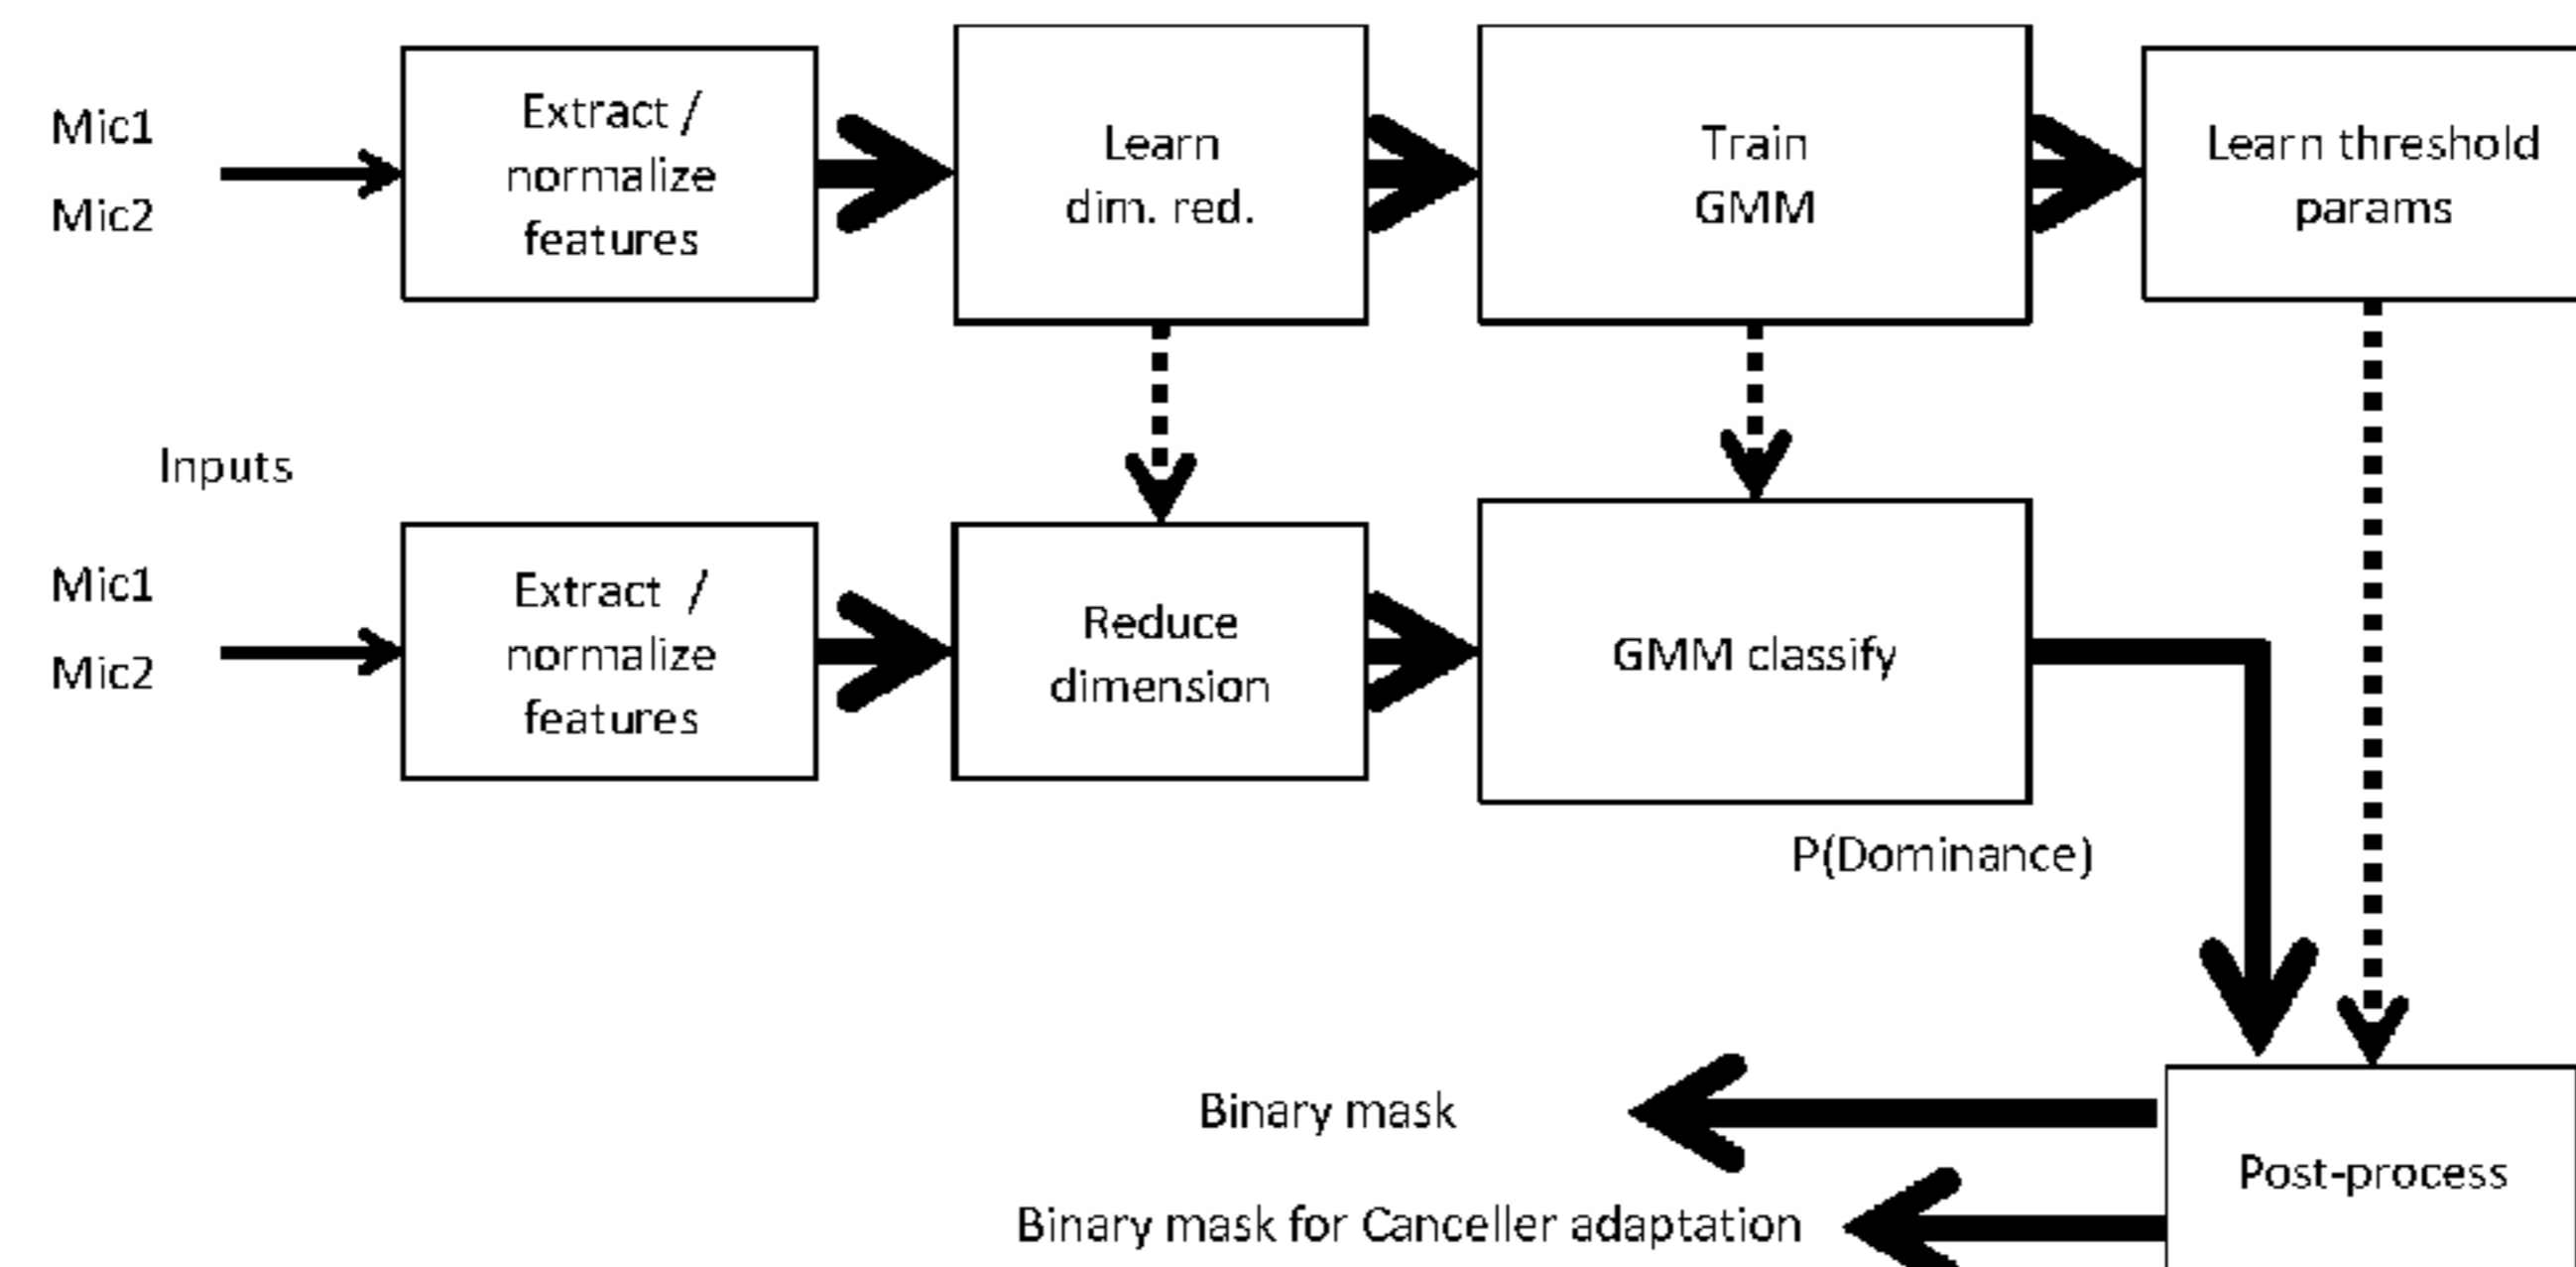 Mic1
Mic2
Extract /
normalize
features
Learn
dim. red.
Train
GMM
Learn threshold
params
Inputs
Mic1
Mic2
Extract /
normalize
features
Reduce
dimension
GMM classify
P(Dominance)
Binary mask
Binary mask for Canceller adaptation
Post-process